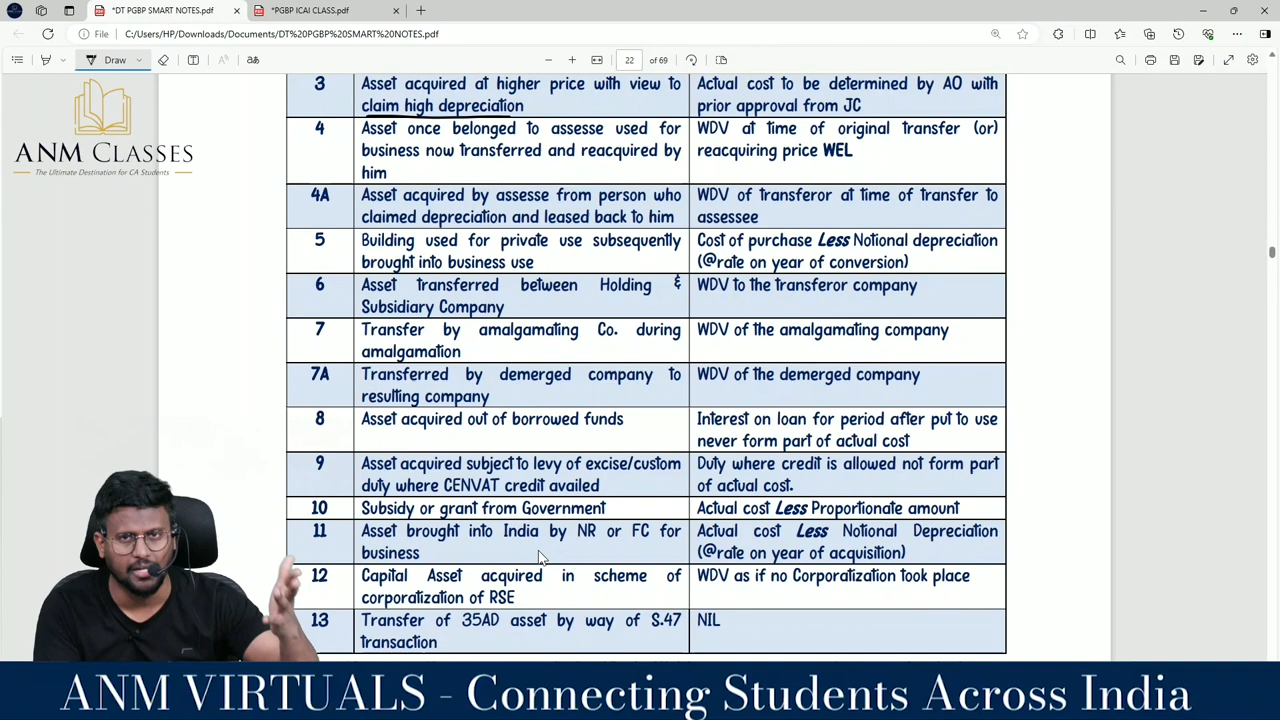 *DT PGBP SMART NOTES.pdf
*PGBP ICAI CLASS.pdf
File
C:/Users/HP/Downloads/Documents/DT%20PGBP%20SMART%20NOTES.pdf
Draw
22 of 69
ANM CLASSES
The Ultimate Destination for CA Students
3 Asset acquired at higher price with view to Actual cost to be determined by AO with
claim high depreciation prior approval from JC
4 Asset once belonged to assesse used for WDV at time of original transfer (or)
business now transferred and reacquired by reacquiring price WEL
him
4A Asset acquired by assesse from person who WDV of transferor at time of transfer to
claimed depreciation and leased back to him assessee
5 Building used for private use subsequently Cost of purchase Less Notional depreciation
brought into business use (@rate on year of conversion)
6 Asset transferred between Holding & WDV to the transferor company
Subsidiary Company
7 Transfer by amalgamating Co. during WDV of the amalgamating company
amalgamation
7A Transferred by demerged company to WDV of the demerged company
resulting company
8 Asset acquired out of borrowed funds Interest on loan for period after put to use
never form part of actual cost
9 Asset acquired subject to levy of excise/custom Duty where credit is allowed not form part
duty where CENVAT credit availed of actual cost.
10 Subsidy or grant from Government Actual cost Less Proportionate amount
11 Asset brought into India by NR or FC for Actual cost Less Notional Depreciation
business (@rate on year of acquisition)
12 Capital Asset acquired in scheme of WDV as if no Corporatization took place
corporatization of RSE
13 Transfer of 35AD asset by way of S.47 NIL
transaction
ANM VIRTUALS - Connecting Students Across India